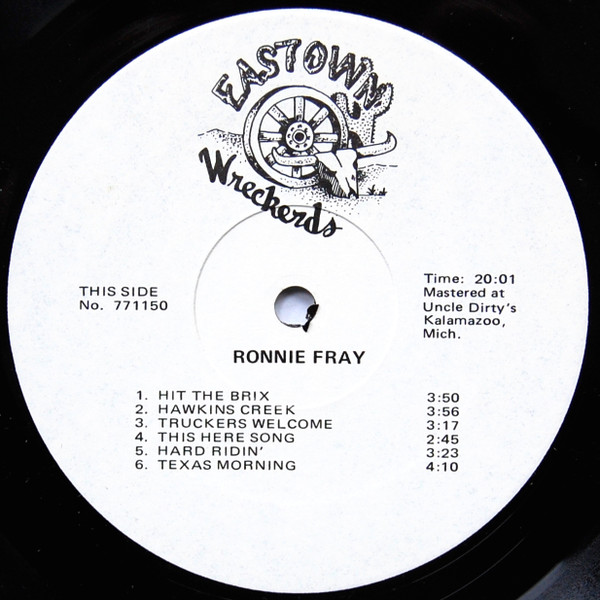 EASTOWN
Wreckerds
THIS SIDE
No. 771150
Time: 20:01
Mastered at
Uncle Dirty's
Kalamazoo,
Mich.
RONNIE FRAY
1. HIT THE BRIX 3:50
2. HAWKINS CREEK 3:56
3. TRUCKERS WELCOME 3:17
4. THIS HERE SONG 2:45
5. HARD RIDIN' 3:23
6. TEXAS MORNING 4:10